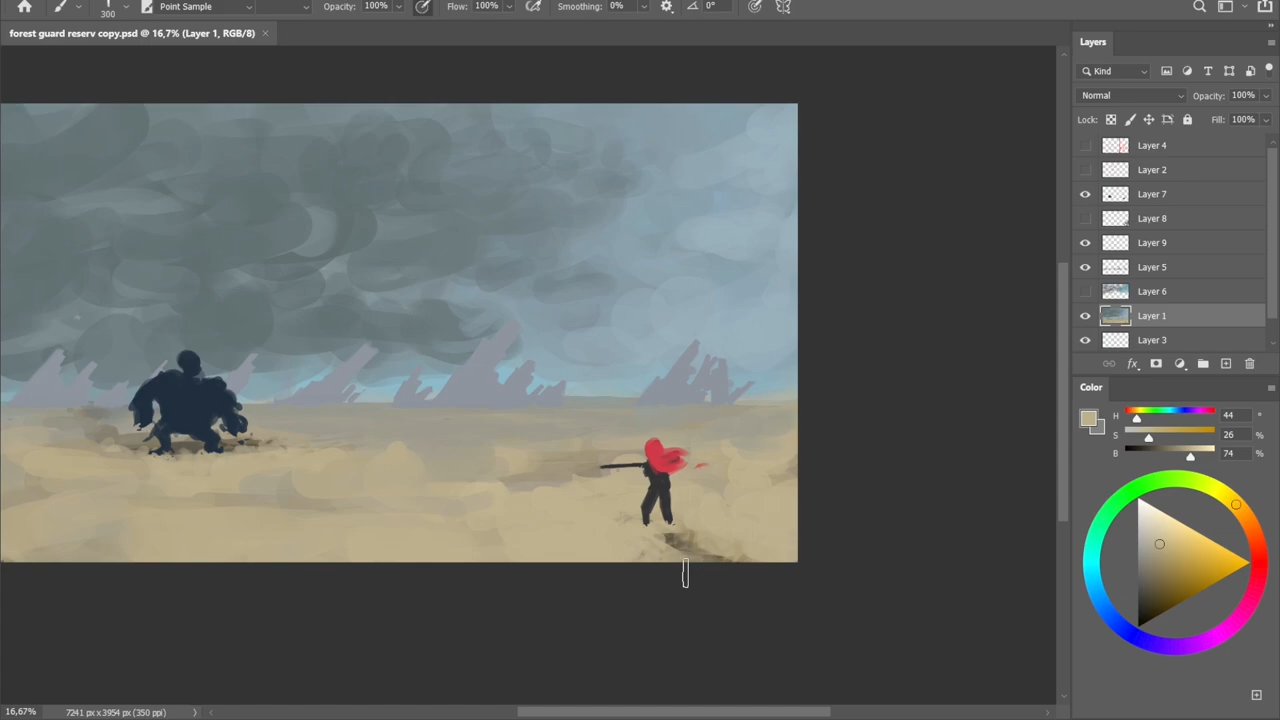 300 Point Sample Opacity: 100% Flow: 100% Smoothing: 0% 0°
forest guard reserv copy.psd @ 16,7% (Layer 1, RGB/8) ×
Layers
Kind
Normal Opacity: 100%
Lock: Fill: 100%
Layer 4
Layer 2
Layer 7
Layer 8
Layer 9
Layer 5
Layer 6
Layer 1
Layer 3
fx
Color
H 44
S 26 %
B 74 %
16,67% 7241 px x 3954 px (350 ppi)